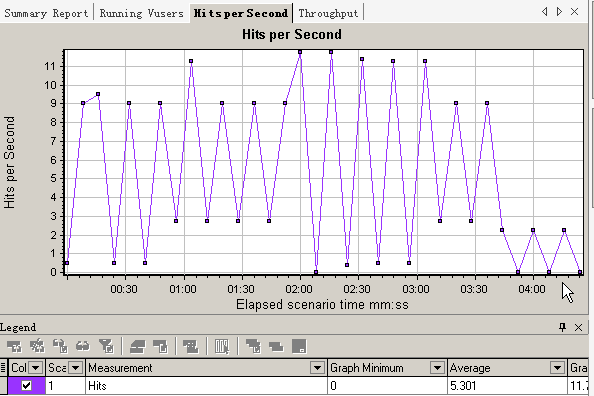 Summary Report Running Vusers Hits per Second Throughput
Hits per Second
Hits per Second
11
10
9
8
7
6
5
4
3
2
1
0
00:30 01:00 01:30 02:00 02:30 03:00 03:30 04:00
Elapsed scenario time mm:ss
Legend
Col Sca Measurement Graph Minimum Average Gra
1 Hits 0 5.301 11.7